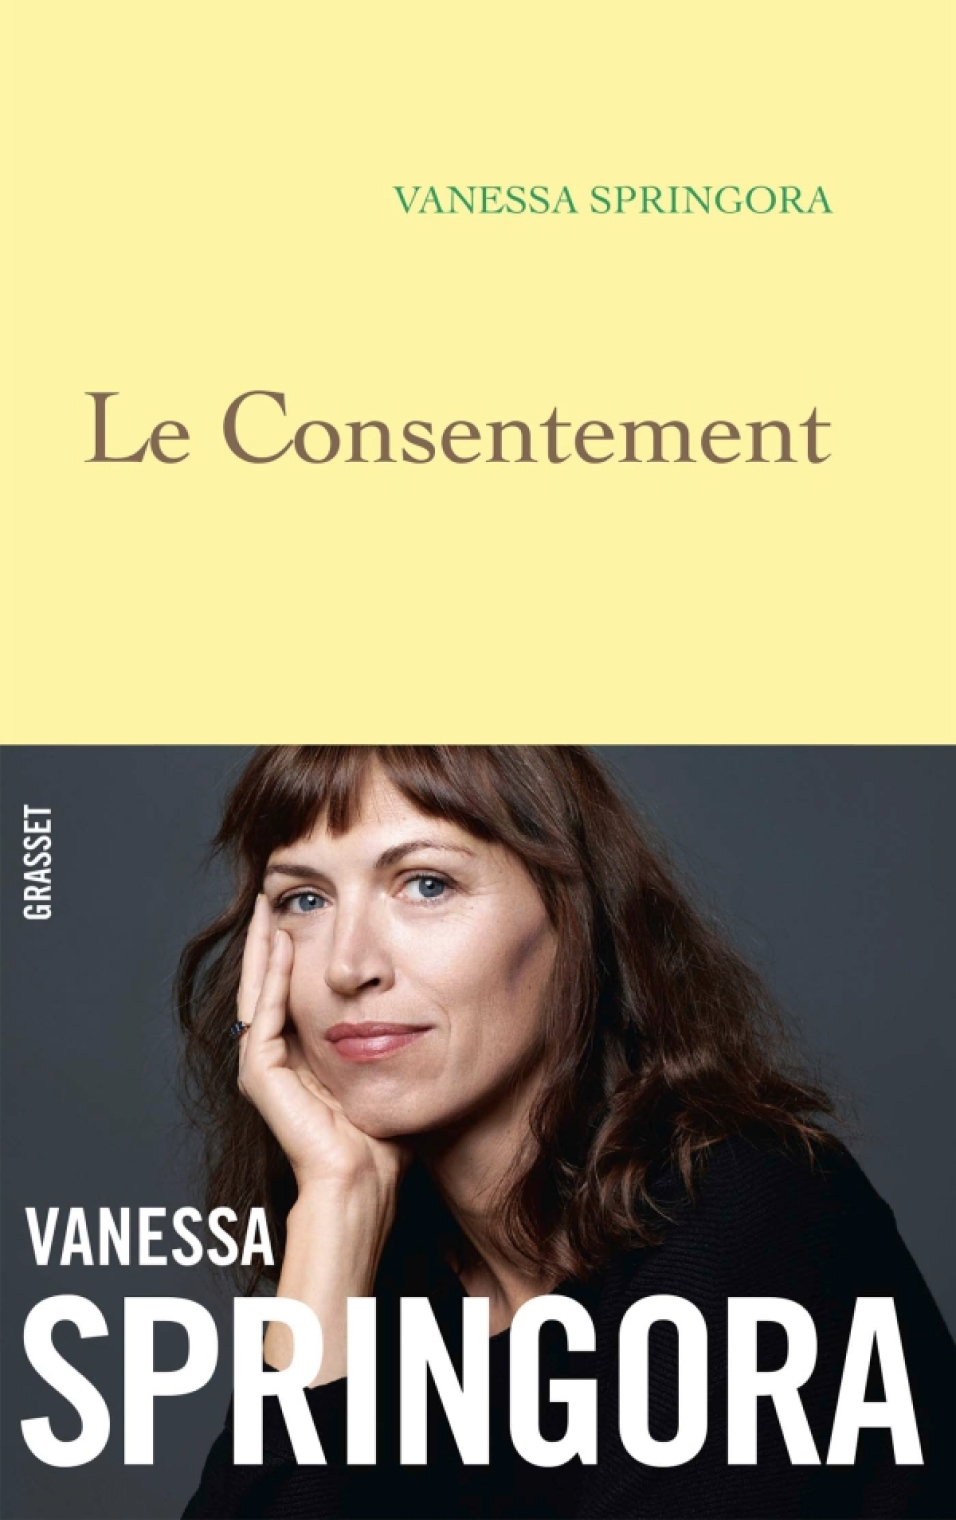 VANESSA SPRINGORA
Le Consentement
GRASSET
VANESSA
SPRINGORA